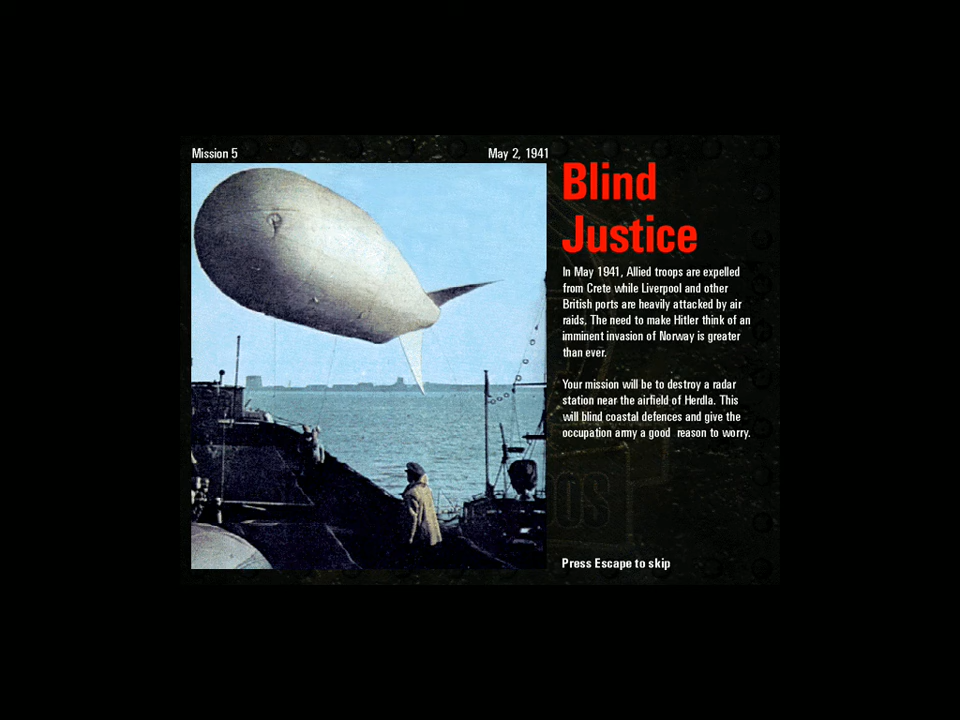 Mission 5
May 2, 1941
Blind
Justice
In May 1941, Allied troops are expelled
from Crete while Liverpool and other
British ports are heavily attacked by air
raids. The need to make Hitler think of an
imminent invasion of Norway is greater
than ever.
Your mission will be to destroy a radar
station near the airfield of Herdla. This
will blind coastal defences and give the
occupation army a good  reason to worry.
Press Escape to skip